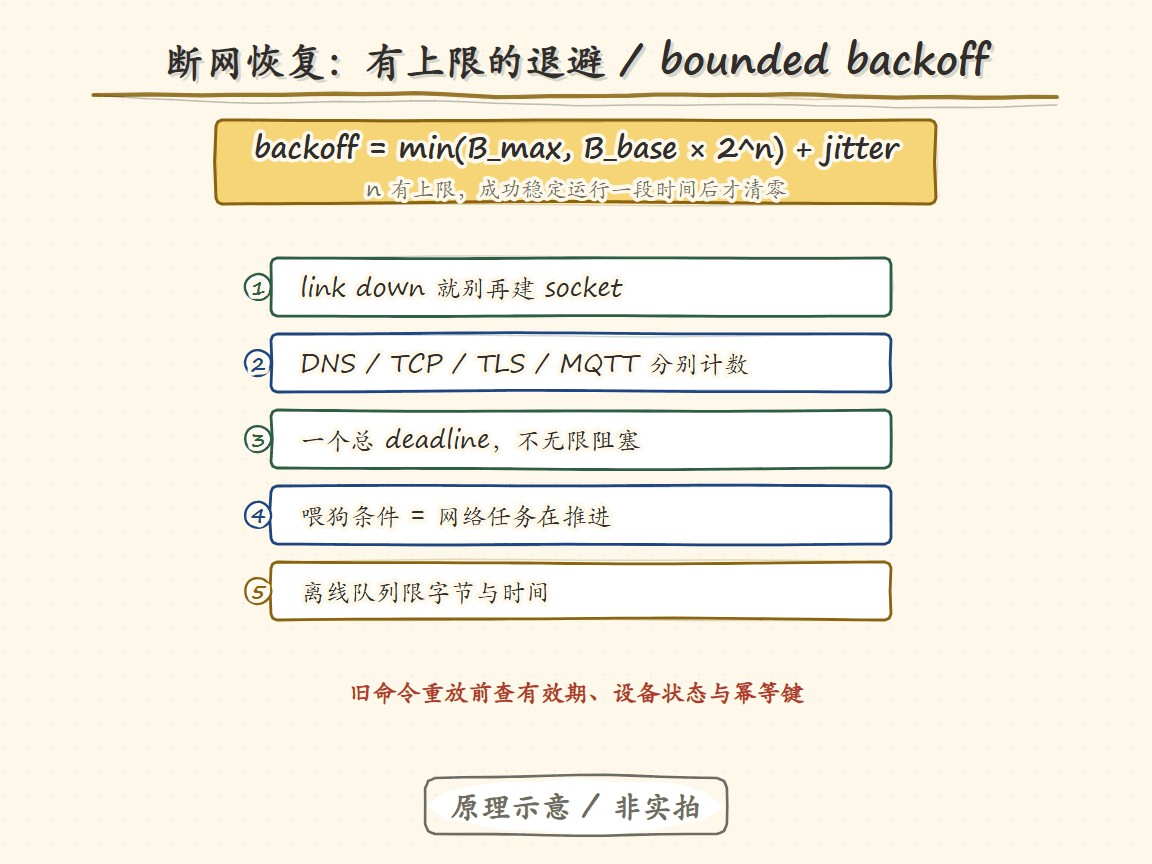 断网恢复：有上限的退避 / bounded backoff
backoff = min(B_max, B_base × 2^n) + jitter
n 有上限，成功稳定运行一段时间后才清零
① link down 就别再建 socket
② DNS / TCP / TLS / MQTT 分别计数
③ 一个总 deadline，不无限阻塞
④ 喂狗条件 = 网络任务在推进
⑤ 离线队列限字节与时间
旧命令重放前查有效期、设备状态与幂等键
原理示意 / 非实拍